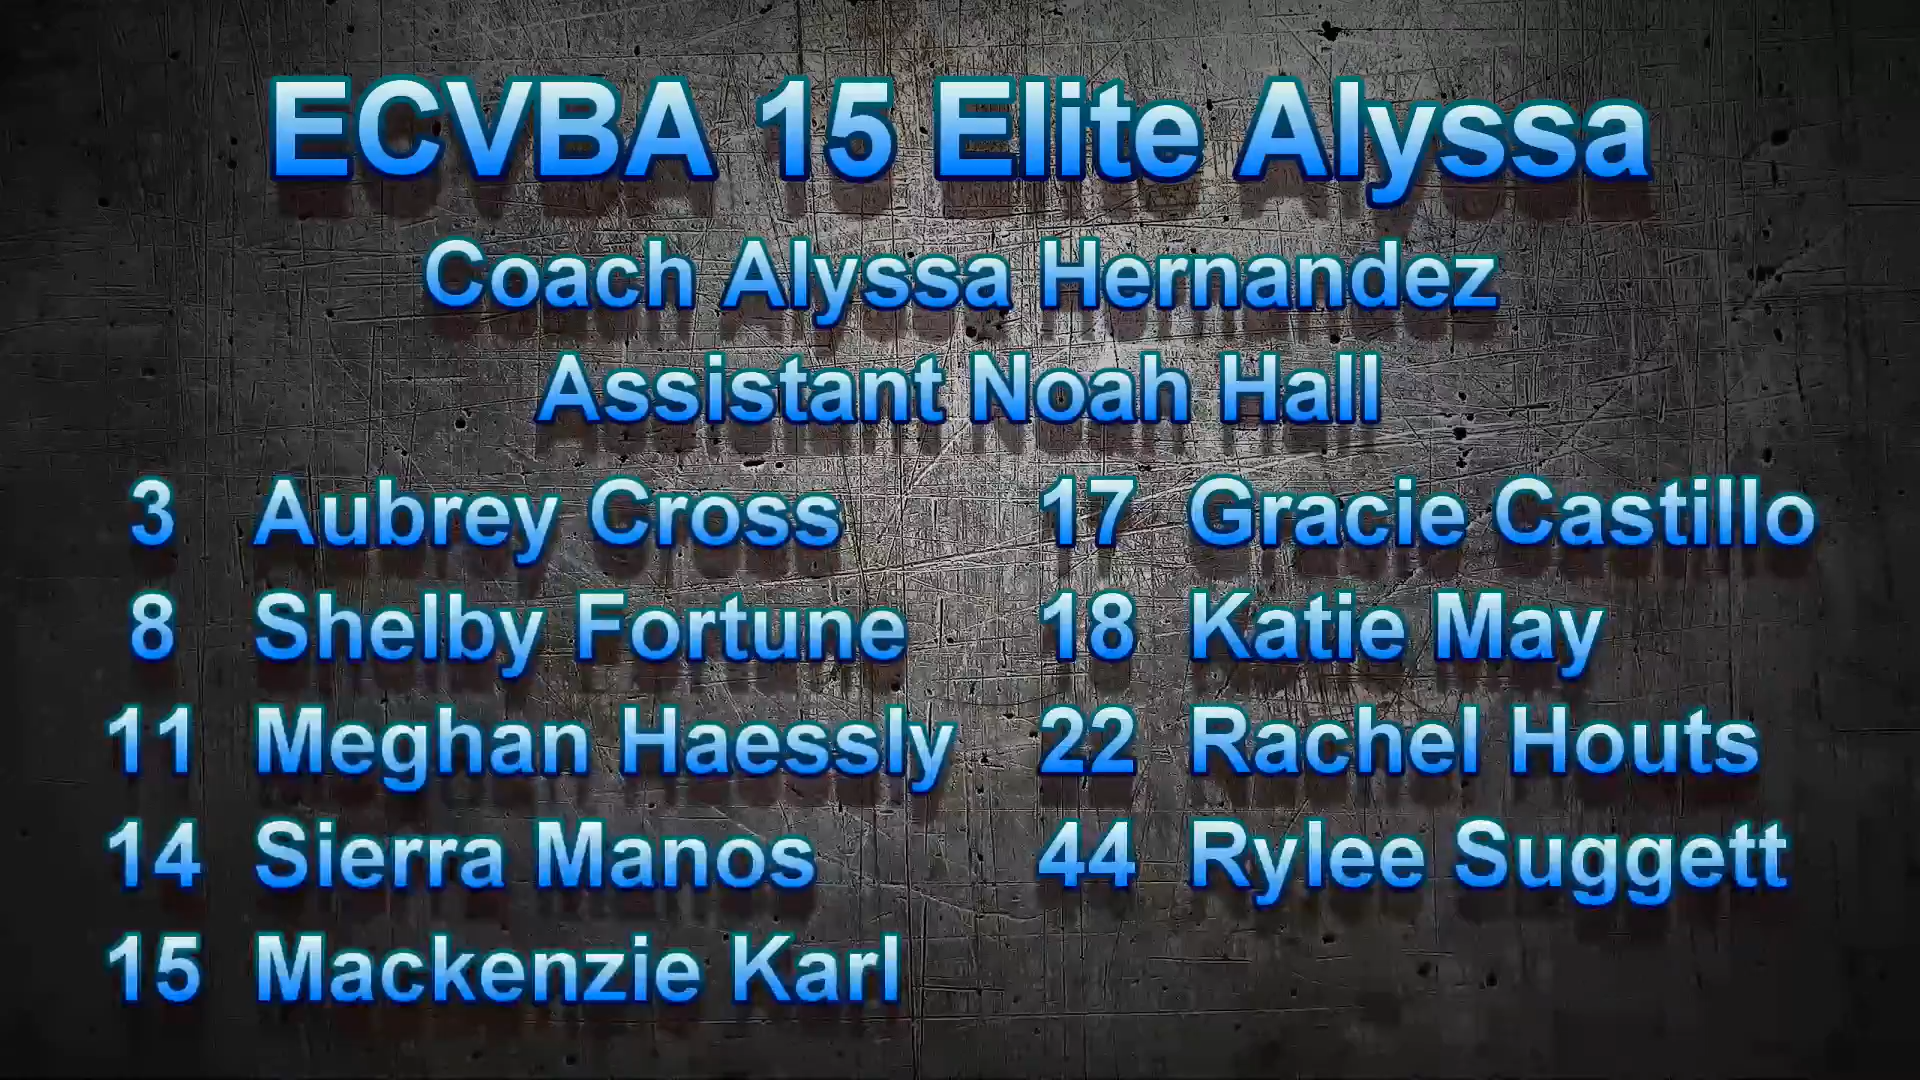 ECVBA 15 Elite Alyssa
Coach Alyssa Hernandez
Assistant Noah Hall
3 Aubrey Cross
8 Shelby Fortune
11 Meghan Haessly
14 Sierra Manos
15 Mackenzie Karl
17 Gracie Castillo
18 Katie May
22 Rachel Houts
44 Rylee Suggett